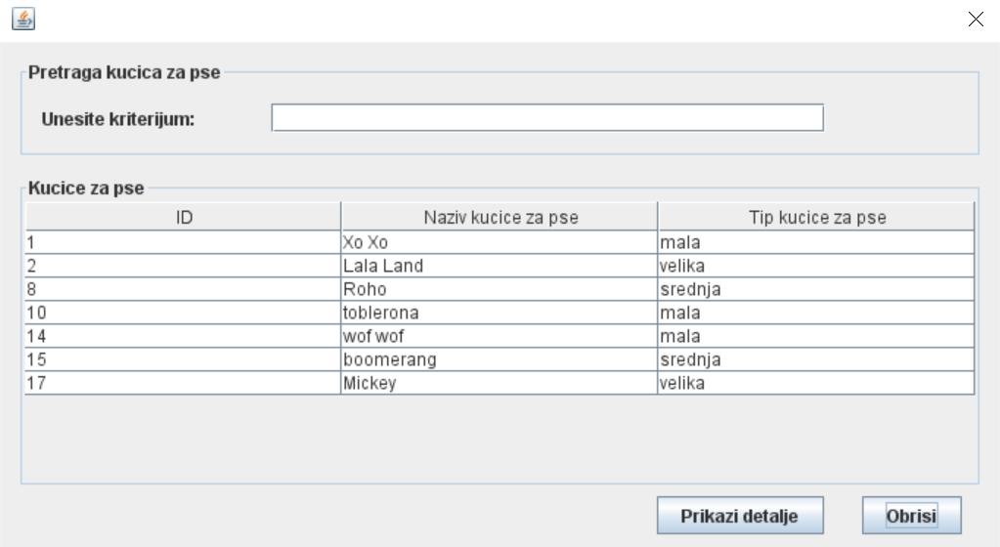 Pretraga kucica za pse
Unesite kriterijum:
Kucice za pse
ID Naziv kucice za pse Tip kucice za pse
1 Xo Xo mala
2 Lala Land velika
8 Roho srednja
10 toblerona mala
14 wof wof mala
15 boomerang srednja
17 Mickey velika
Prikazi detalje Obrisi